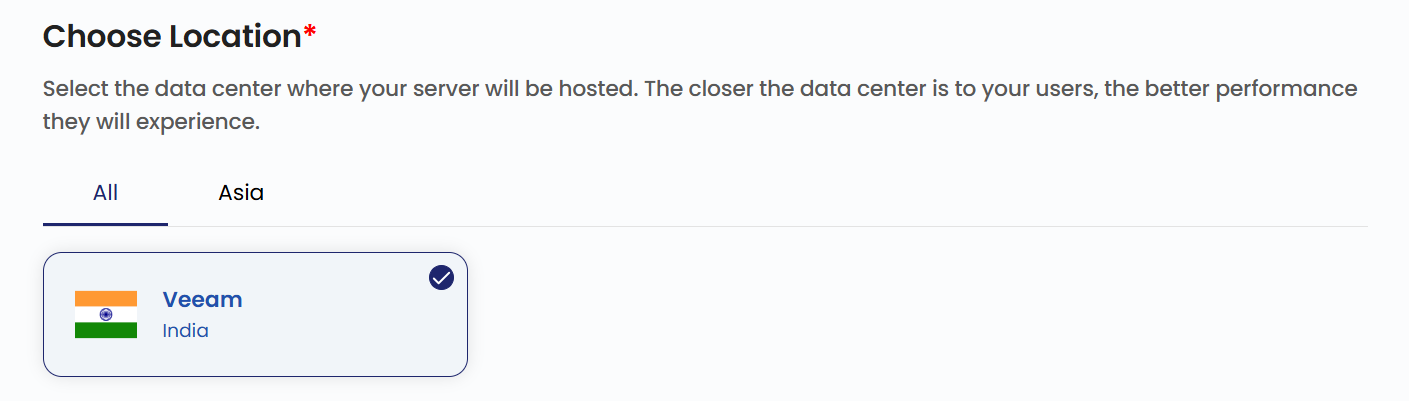 Choose Location*
Select the data center where your server will be hosted. The closer the data center is to your users, the better performance
they will experience.
All
Asia
Veeam
India